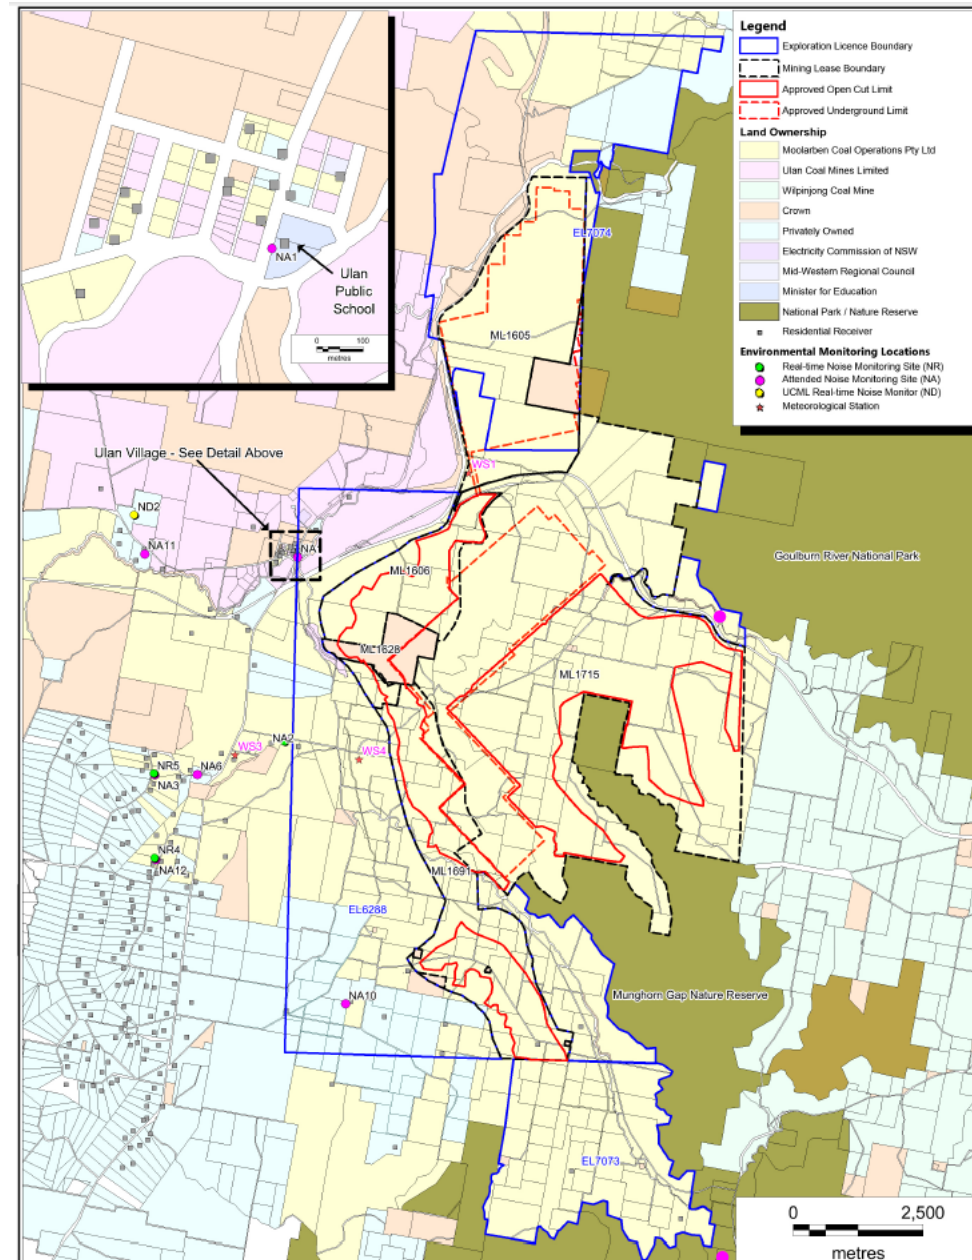 Legend
Exploration Licence Boundary
Mining Lease Boundary
Approved Open Cut Limit
Approved Underground Limit
Land Ownership
Moolarben Coal Operations Pty Ltd
Ulan Coal Mines Limited
Wilpinjong Coal Mine
Crown
Privately Owned
Electricity Commission of NSW
Mid-Western Regional Council
Minister for Education
National Park / Nature Reserve
Residential Receiver
Environmental Monitoring Locations
Real-time Noise Monitoring Site (NR)
Attended Noise Monitoring Site (NA)
UCML Real-time Noise Monitor (ND)
Meteorological Station
NA1
Ulan
Public
School
0 100
metres
EL7074
ML1605
Ulan Village - See Detail Above
WS1
ND2
NA11
NA
ML1606
Goulburn River National Park
ML1628
ML1715
NA2
WS3
WS4
NR5
NA6
NA3
NR4
NA12
ML1691
EL6288
NA10
Munghorn Gap Nature Reserve
EL7073
0 2,500
metres